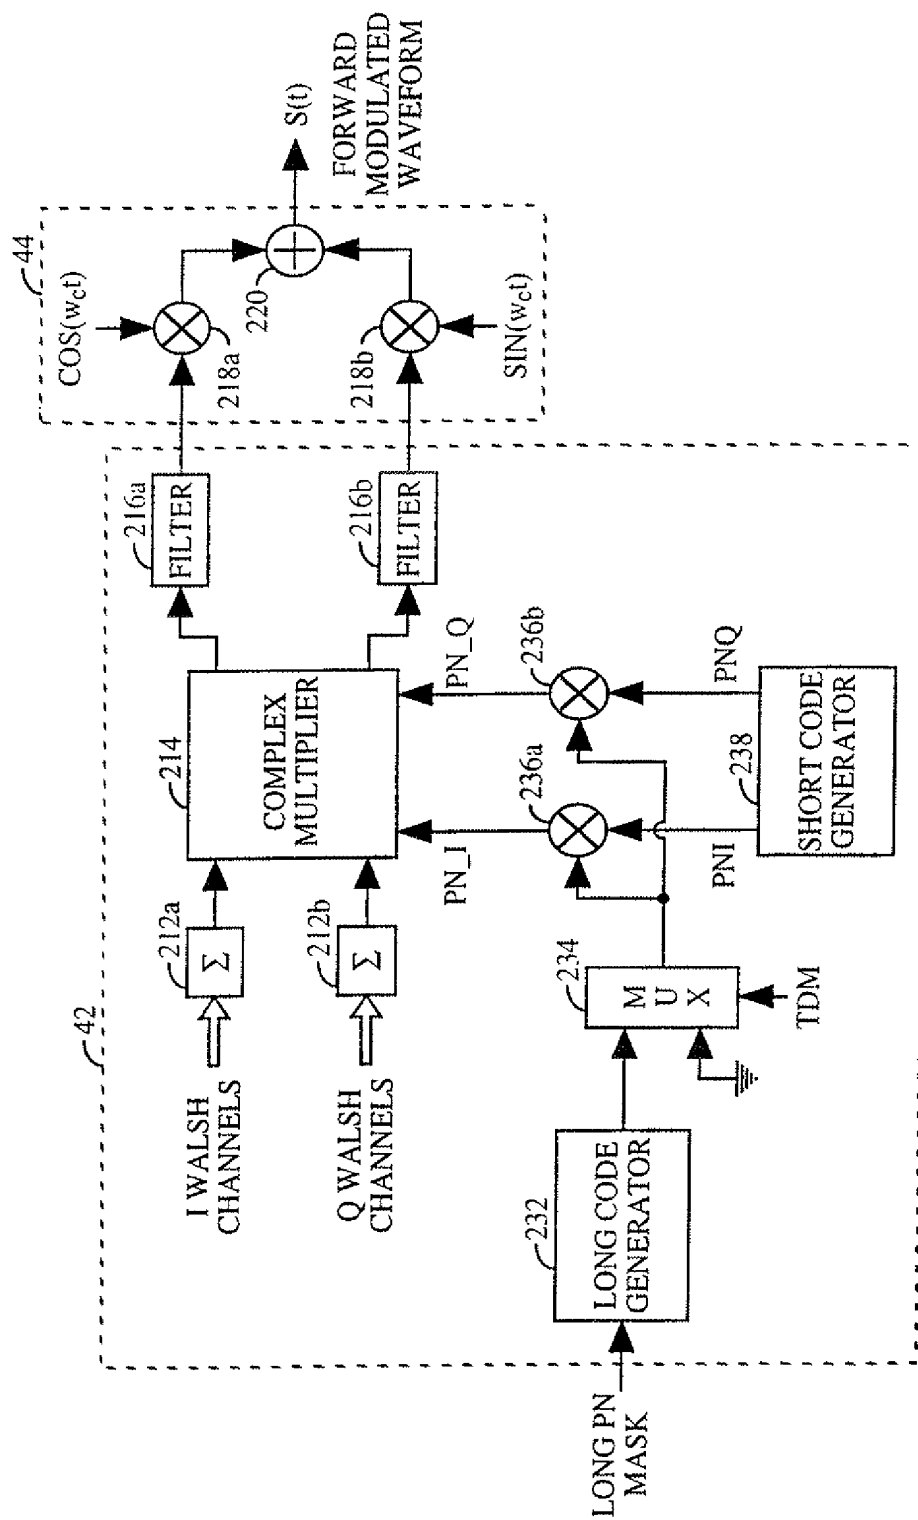 42
44
I WALSH
CHANNELS
212a
Σ
Q WALSH
CHANNELS
212b
Σ
214
COMPLEX
MULTIPLIER
216a
FILTER
216b
FILTER
COS(w_ct)
218a
218b
SIN(w_ct)
220
S(t)
FORWARD
MODULATED
WAVEFORM
PN_I
PN_Q
236a
236b
LONG PN
MASK
232
LONG CODE
GENERATOR
234
M
U
X
TDM
PNI
PNQ
238
SHORT CODE
GENERATOR